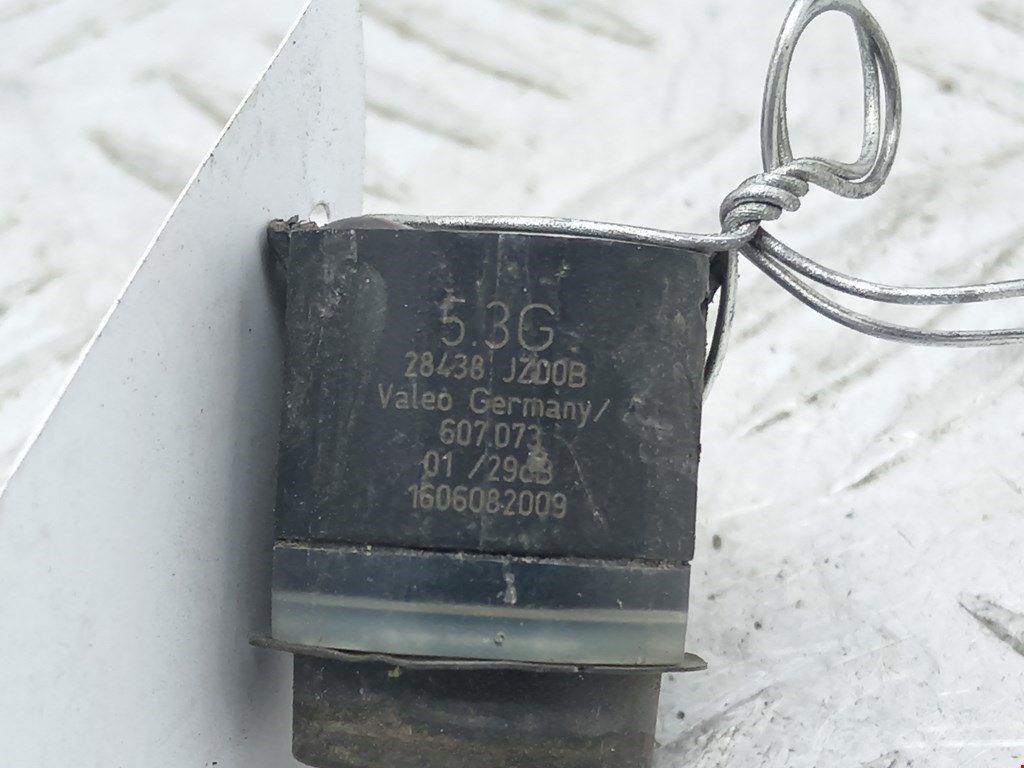 5.3G
28438 JZ00B
Valeo Germany/
607.073
01 /29dB
1606082009